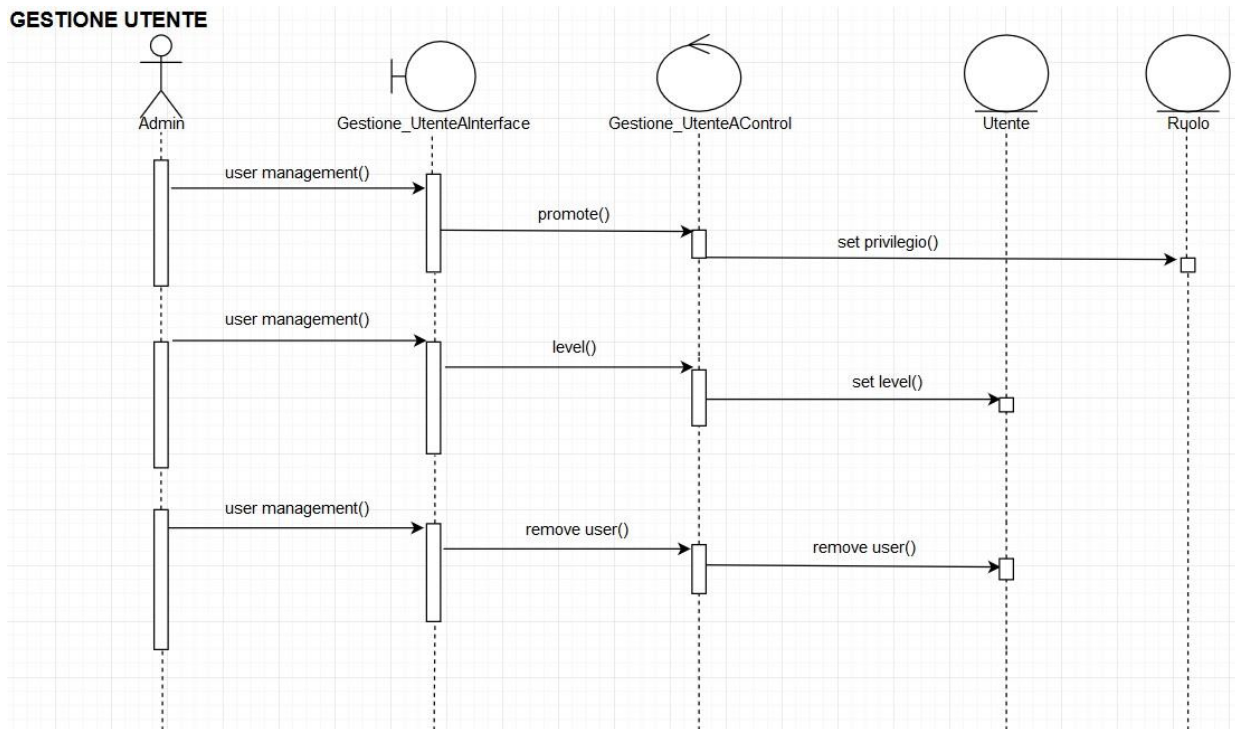 GESTIONE UTENTE
Admin
Gestione_UtenteAInterface
Gestione_UtenteAControl
Utente
Ruolo
user management()
promote()
set privilegio()
user management()
level()
set level()
user management()
remove user()
remove user()